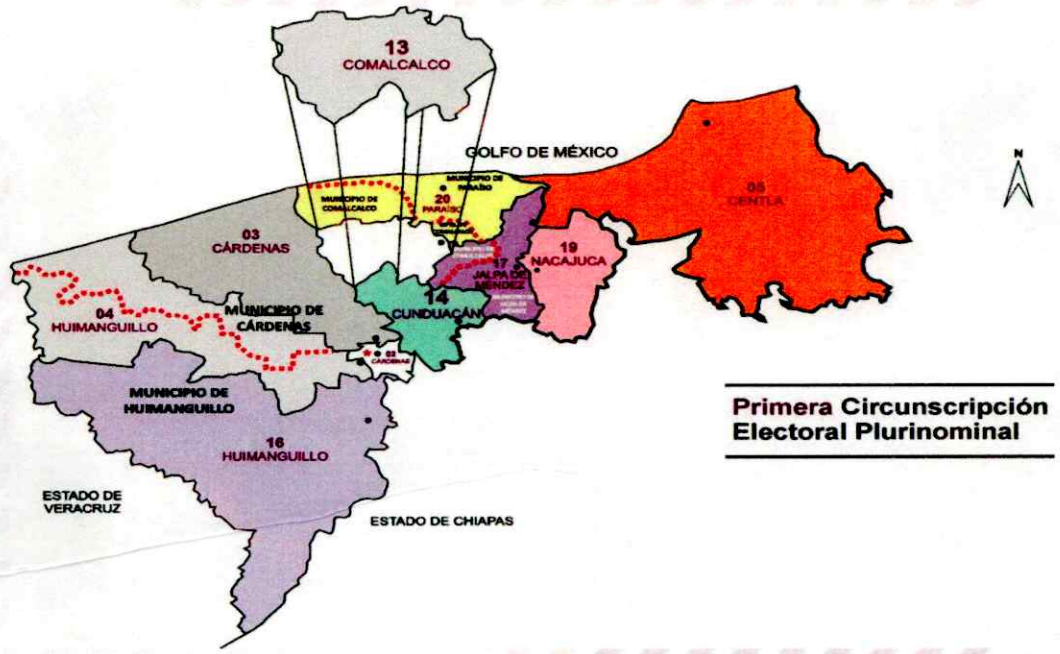 13
COMALCALCO
GOLFO DE MÉXICO
N
MUNICIPIO DE
PARAÍSO
20
PARAÍSO
MUNICIPIO DE
COMALCALCO
05
CENTLA
03
CÁRDENAS
19
NACAJUCA
17
JALPA DE
MÉNDEZ
14
CUNDUACÁN
04
HUIMANGUILLO
MUNICIPIO DE
CÁRDENAS
02
CÁRDENAS
MUNICIPIO DE
HUIMANGUILLO
Primera Circunscripción
Electoral Plurinominal
16
HUIMANGUILLO
ESTADO DE
VERACRUZ
ESTADO DE CHIAPAS